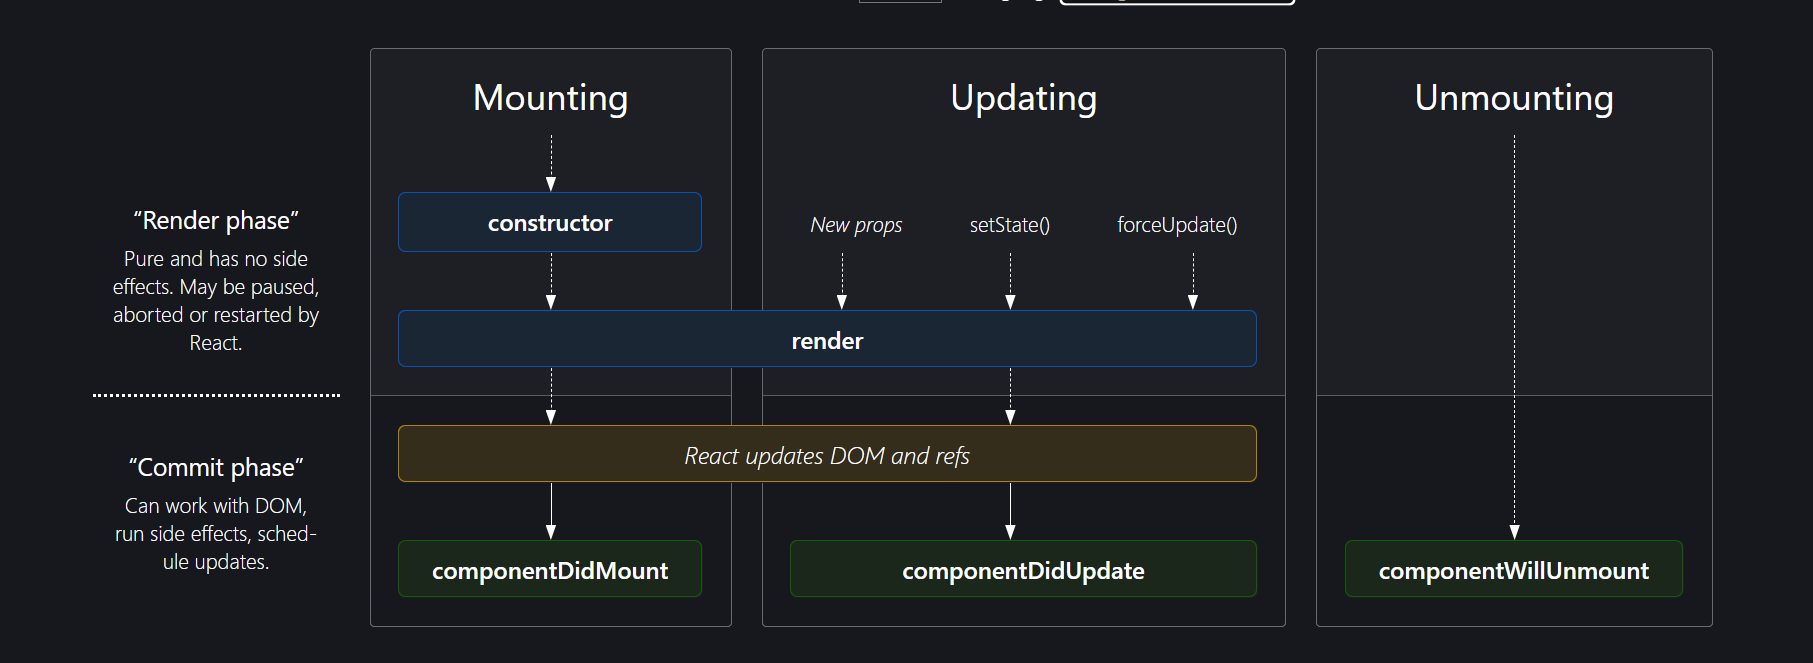 Mounting
Updating
Unmounting
“Render phase”
Pure and has no side
effects. May be paused,
aborted or restarted by
React.
constructor
New props
setState()
forceUpdate()
render
“Commit phase”
Can work with DOM,
run side effects, sched-
ule updates.
React updates DOM and refs
componentDidMount
componentDidUpdate
componentWillUnmount